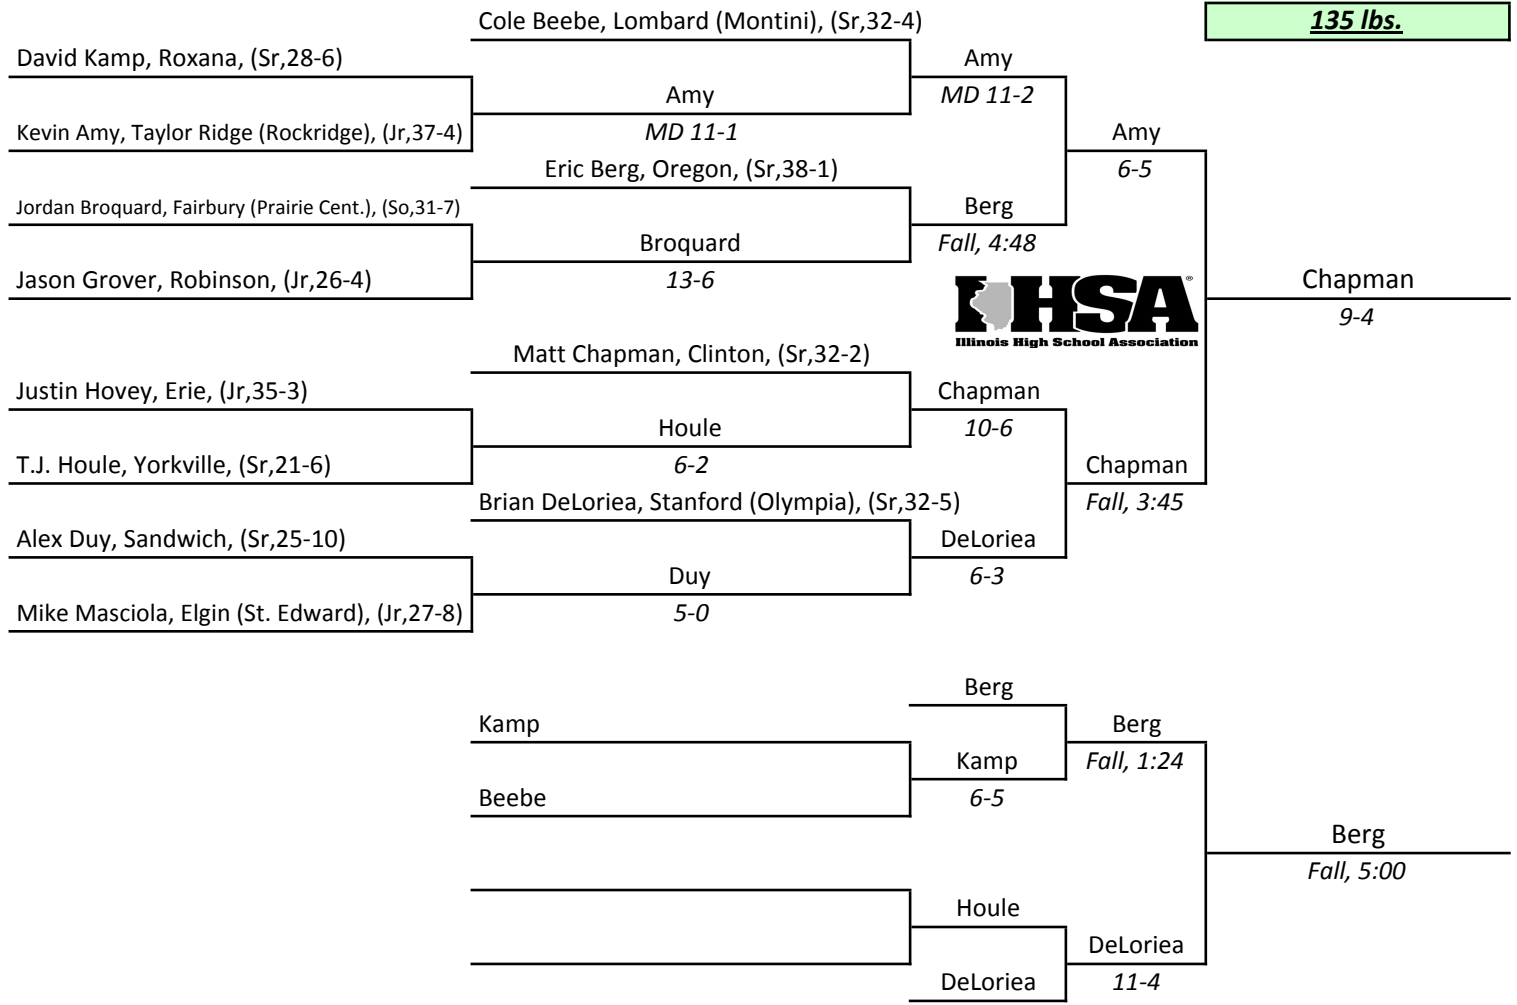 Cole Beebe, Lombard (Montini), (Sr,32-4)
135 lbs.
David Kamp, Roxana, (Sr,28-6)
Amy
Amy
MD 11-2
Kevin Amy, Taylor Ridge (Rockridge), (Jr,37-4)
MD 11-1
Amy
Eric Berg, Oregon, (Sr,38-1)
6-5
Jordan Broquard, Fairbury (Prairie Cent.), (So,31-7)
Berg
Broquard
Fall, 4:48
Jason Grover, Robinson, (Jr,26-4)
13-6
IHSA®
Chapman
9-4
Illinois High School Association
Matt Chapman, Clinton, (Sr,32-2)
Justin Hovey, Erie, (Jr,35-3)
Chapman
Houle
10-6
T.J. Houle, Yorkville, (Sr,21-6)
6-2
Chapman
Brian DeLoriea, Stanford (Olympia), (Sr,32-5)
Fall, 3:45
Alex Duy, Sandwich, (Sr,25-10)
DeLoriea
Duy
6-3
Mike Masciola, Elgin (St. Edward), (Jr,27-8)
5-0
Berg
Kamp
Berg
Kamp
Fall, 1:24
Beebe
6-5
Berg
Fall, 5:00
Houle
DeLoriea
DeLoriea
11-4